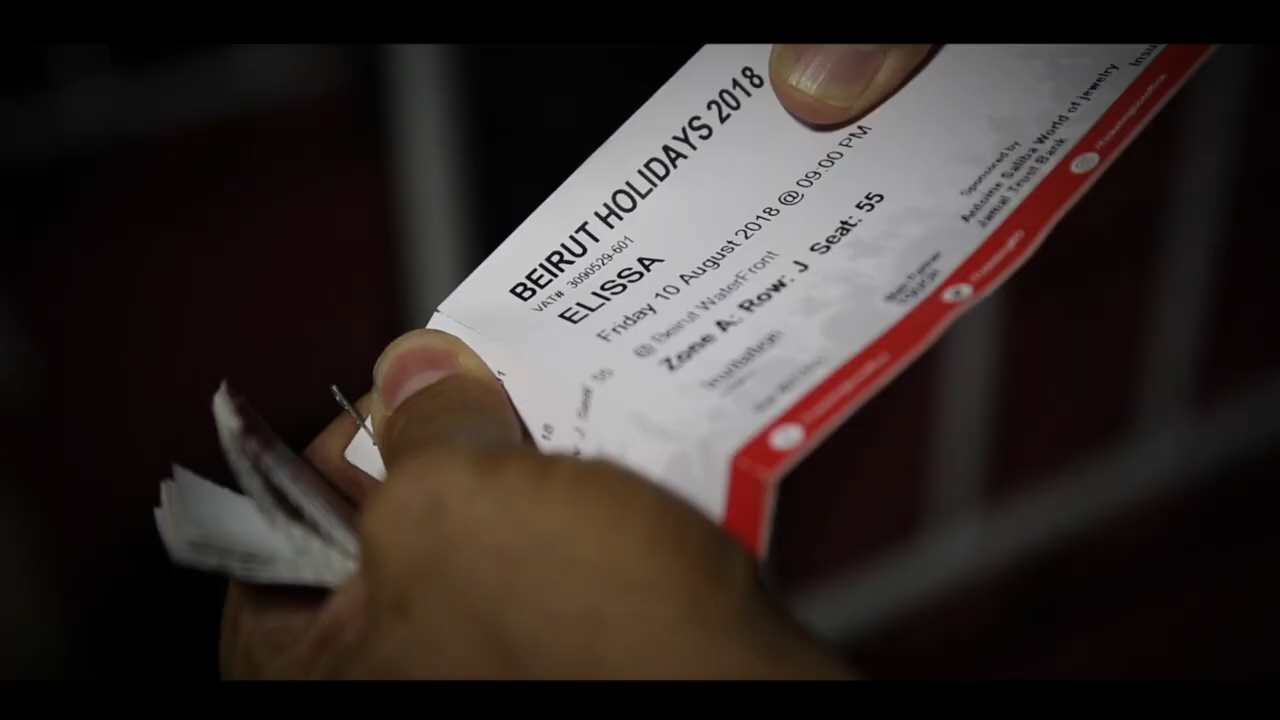 BEIRUT HOLIDAYS 2018
VAT# 3090529-601
ELISSA
Friday 10 August 2018 @ 09:00 PM
@ Beirut WaterFront
Zone A: Row: J Seat: 55
Invitation
Sponsored by
Antoine Saliba World of jewelry
Jamal Trust Bank